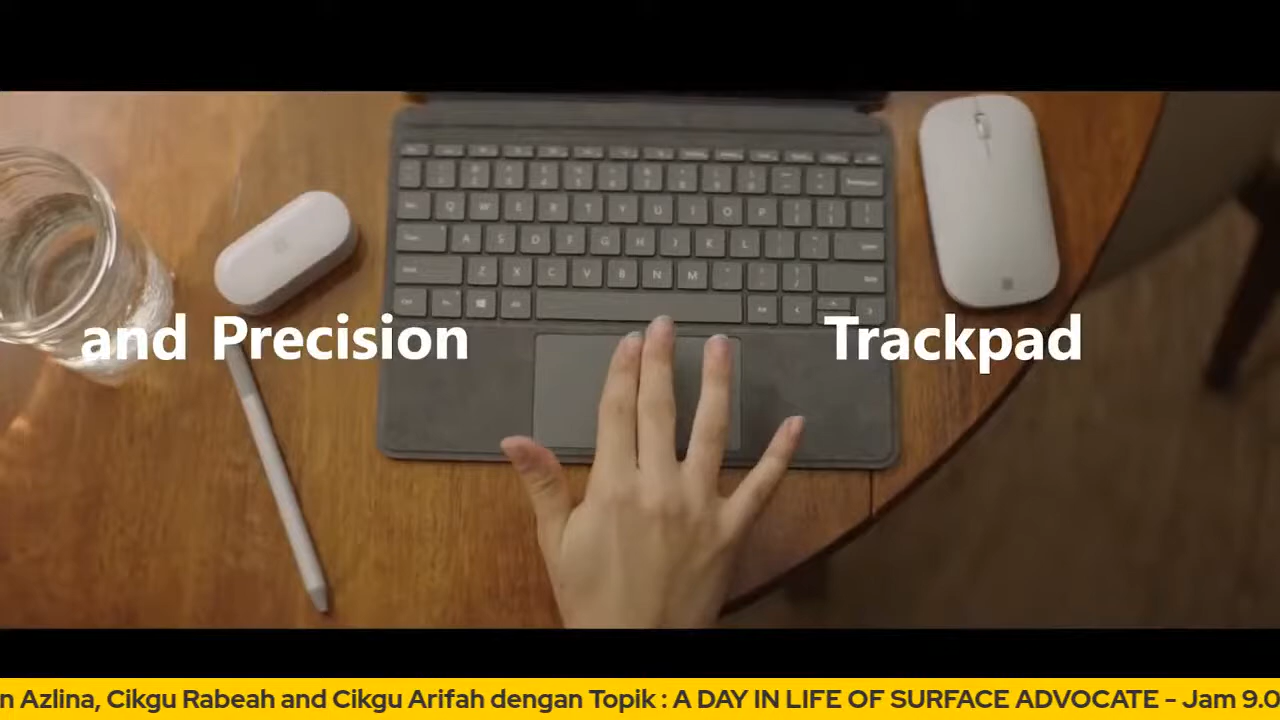 Q W E R T Y U I O P
A S D F G H J K L
Z X C V B N M
and Precision Trackpad
n Azlina, Cikgu Rabeah and Cikgu Arifah dengan Topik : A DAY IN LIFE OF SURFACE ADVOCATE - Jam 9.0